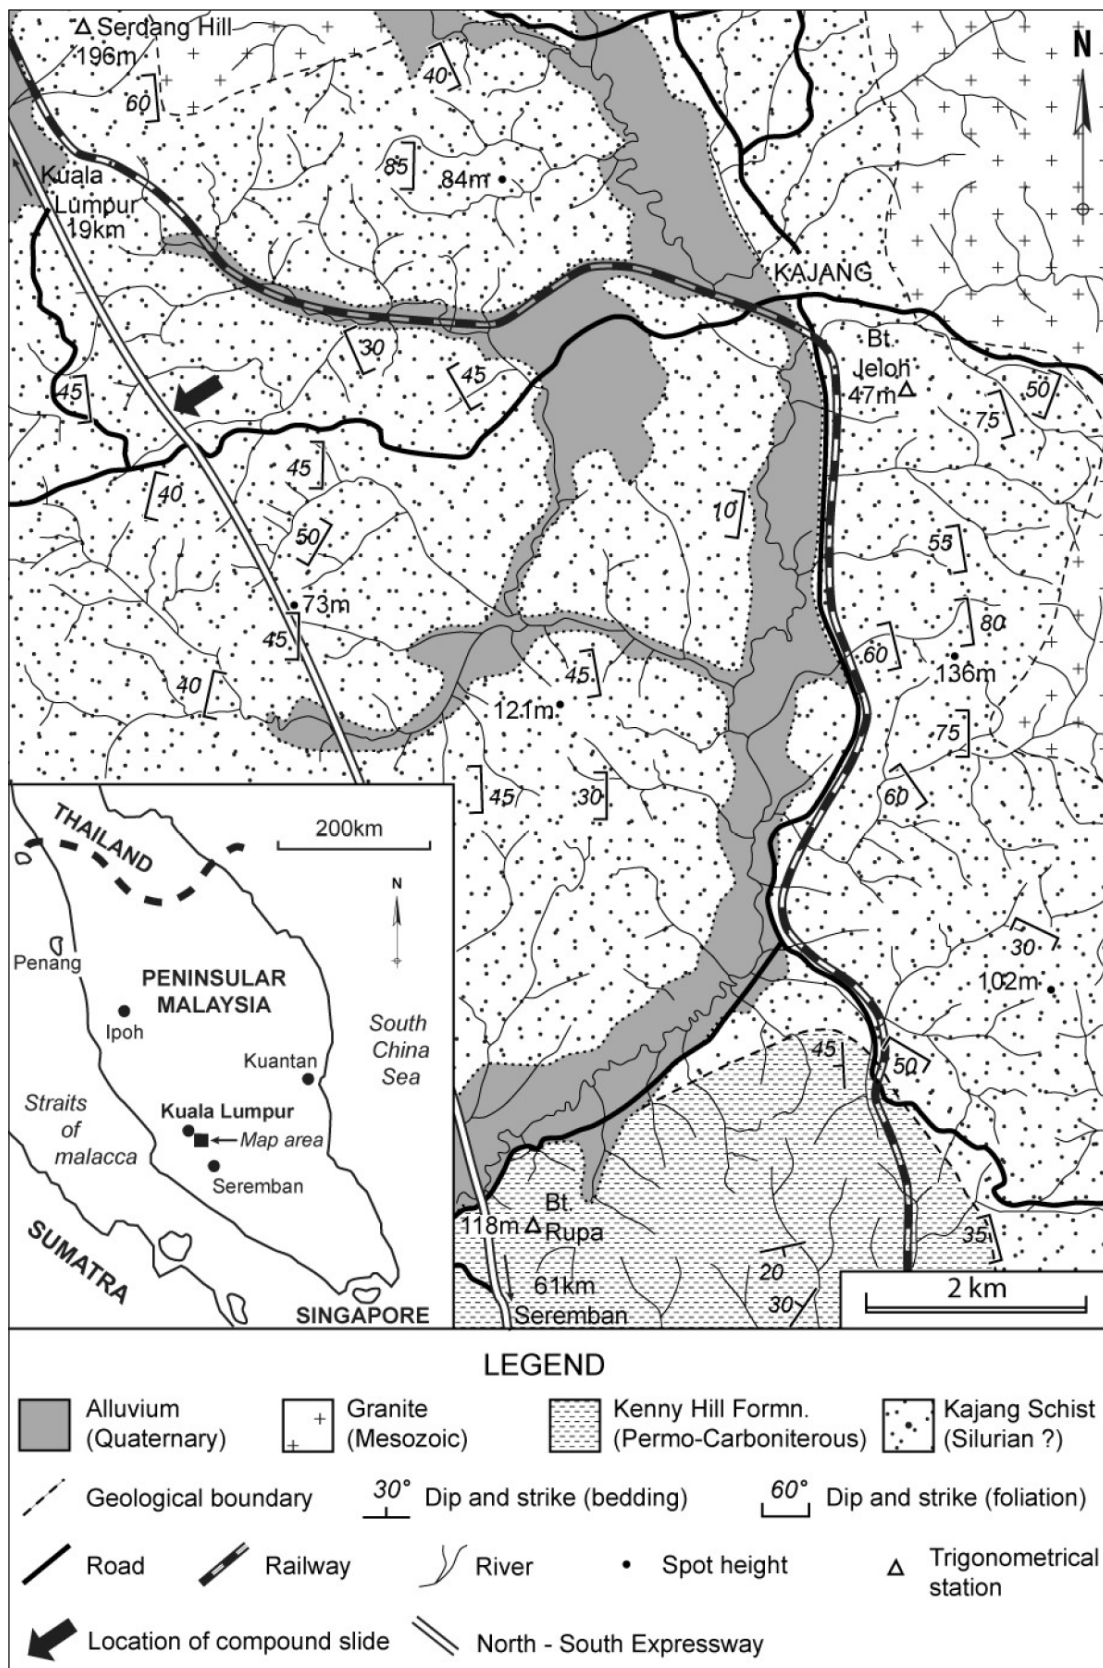 Serdang Hill
196m
N
40
60
85
84m
Kuala
Lumpur
19km
KAJANG
30
45
Bt.
Jeloh
47m
50
75
45
45
40
10
50
55
73m
45
80
60
136m
45
40
121m
75
45
30
60
THAILAND
200km
N
Penang
PENINSULAR
MALAYSIA
Ipoh
South
China
Sea
Kuantan
Straits
of
malacca
Kuala Lumpur
Map area
Seremban
SUMATRA
SINGAPORE
30
102m
45
50
Bt.
Rupa
118m
35
20
61km
Seremban
30
2 km
LEGEND
Alluvium
(Quaternary)
Granite
(Mesozoic)
Kenny Hill Formn.
(Permo-Carboniterous)
Kajang Schist
(Silurian ?)
Geological boundary
30° Dip and strike (bedding)
60° Dip and strike (foliation)
Road
Railway
River
Spot height
Trigonometrical
station
Location of compound slide
North - South Expressway